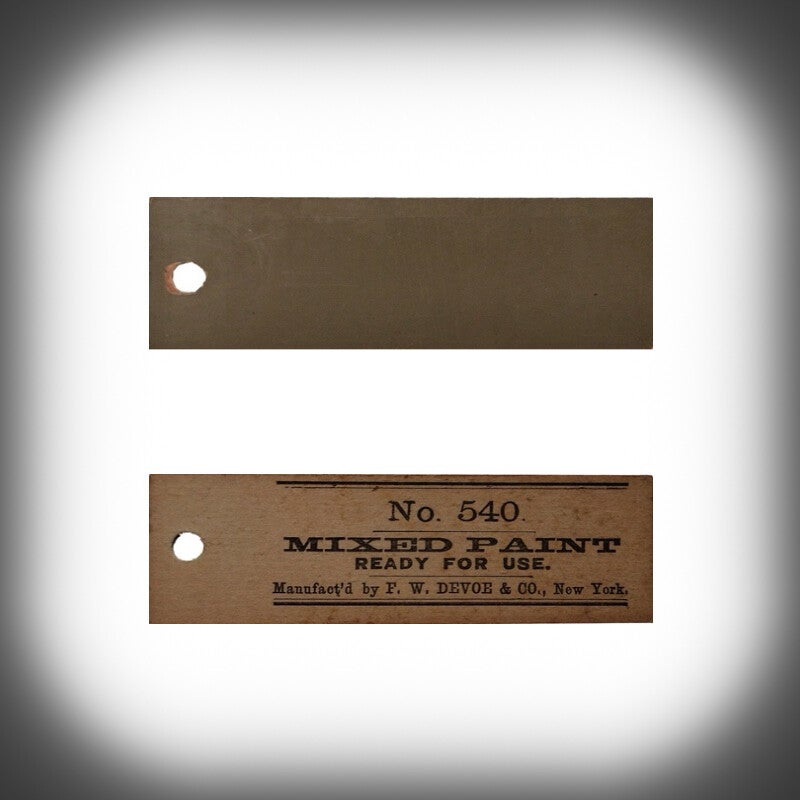 No. 540.
MIXED PAINT
READY FOR USE.
Manufact'd by F. W. DEVOE & CO., New York.